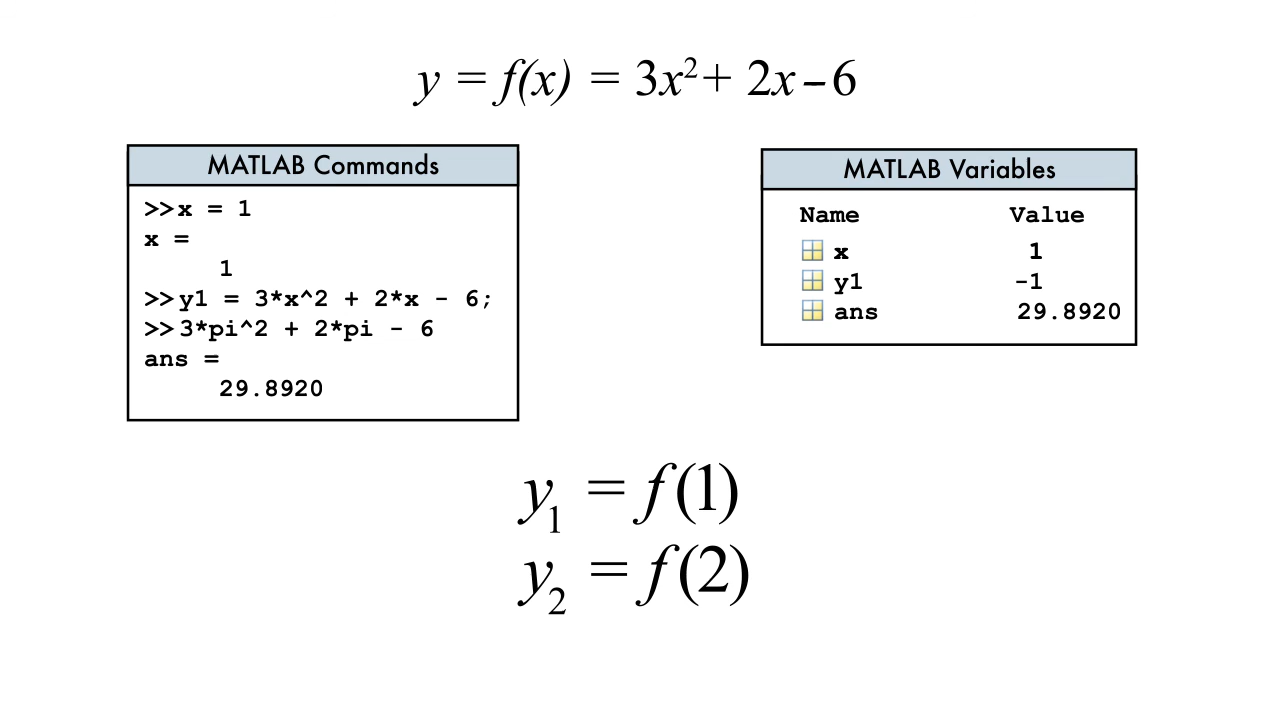 y = f(x) = 3x²+ 2x – 6
MATLAB Commands
>>x = 1
x =
1
>>y1 = 3*x^2 + 2*x - 6;
>>3*pi^2 + 2*pi - 6
ans =
29.8920
MATLAB Variables
Name Value
x 1
y1 -1
ans 29.8920
y₁ = f(1)
y₂ = f(2)